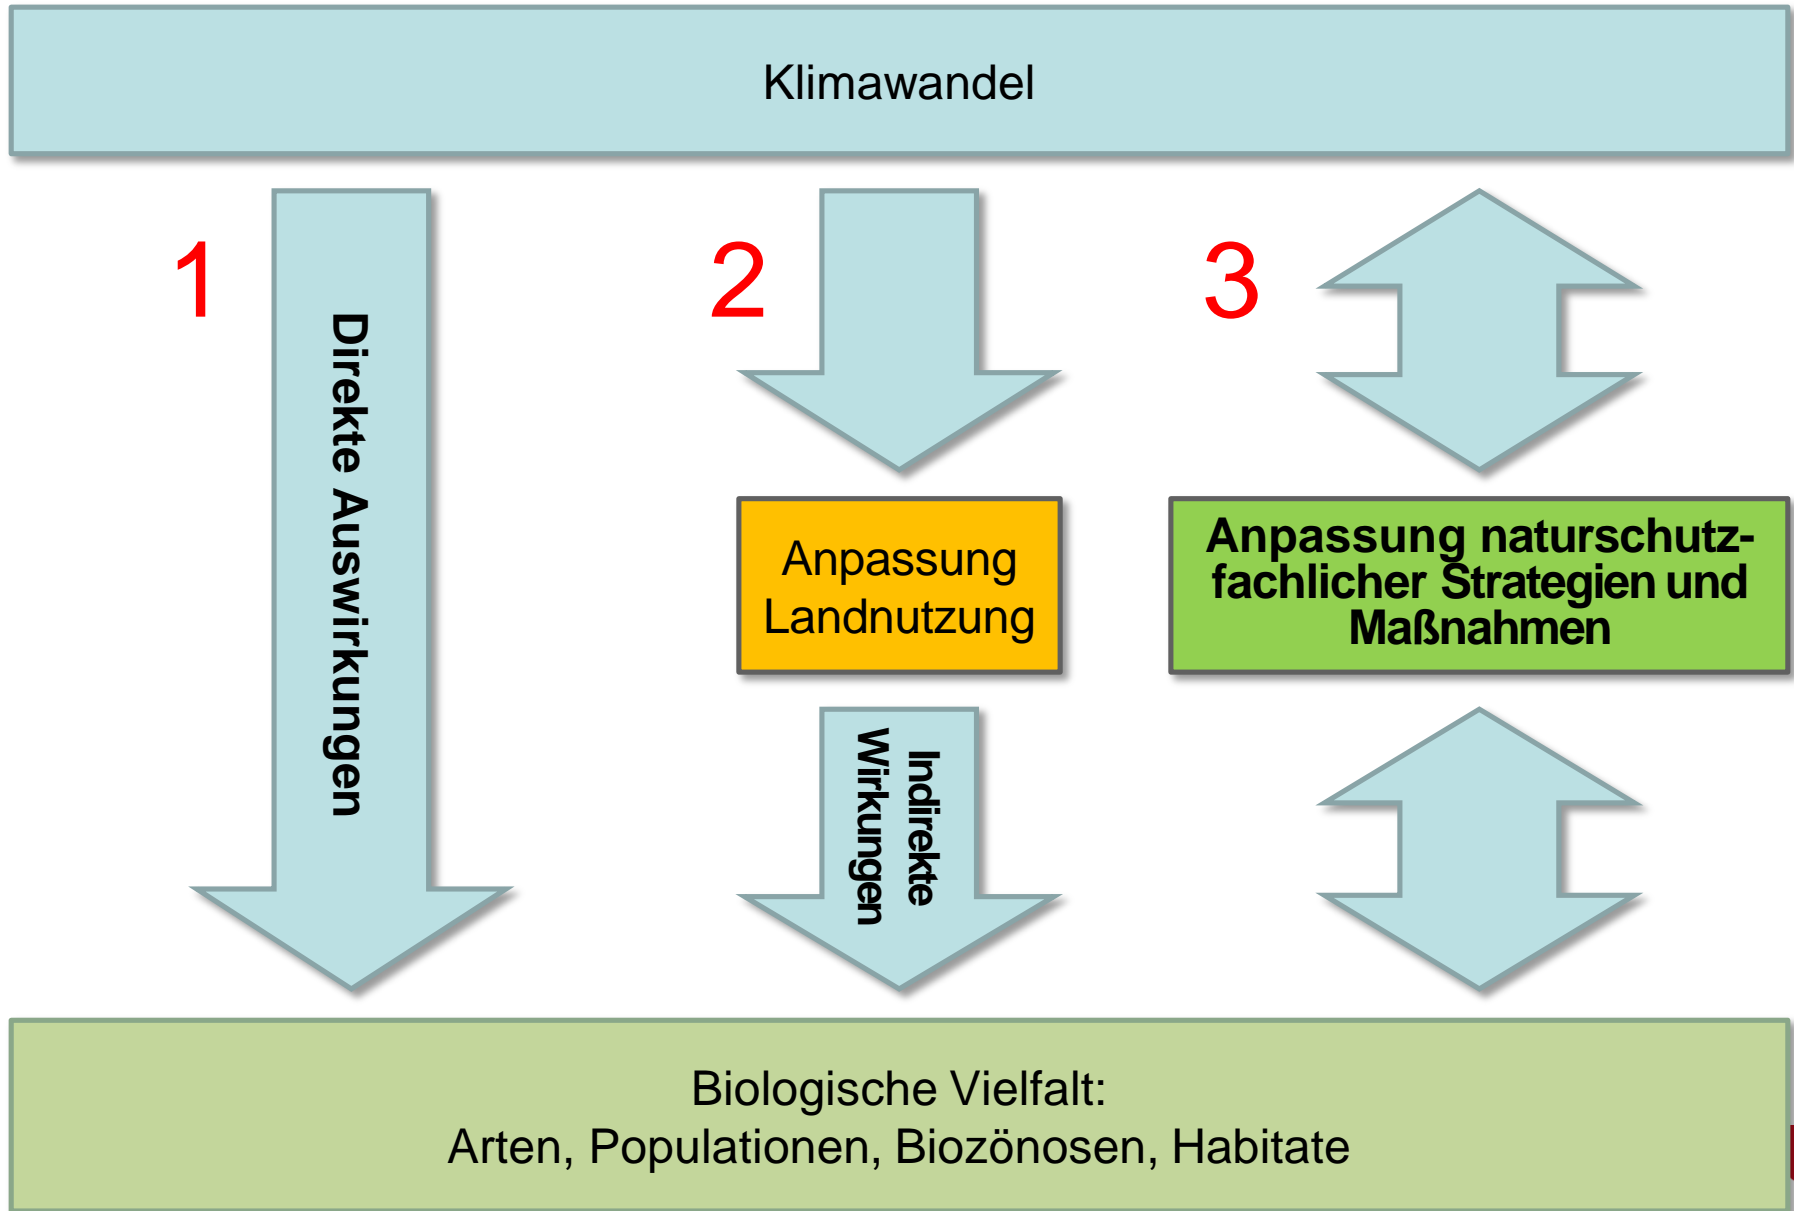 Klimawandel
1
Direkte Auswirkungen
2
Anpassung
Landnutzung
Indirekte
Wirkungen
3
Anpassung naturschutz-
fachlicher Strategien und
Maßnahmen
Biologische Vielfalt:
Arten, Populationen, Biozönosen, Habitate